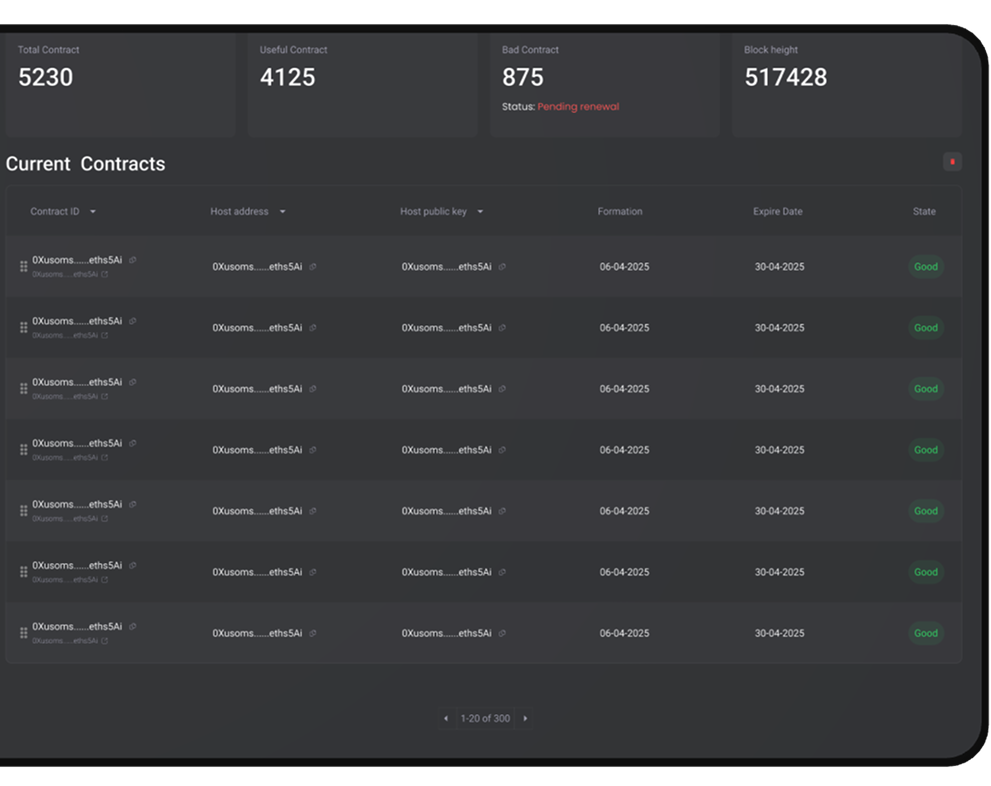 Total Contract
5230
Useful Contract
4125
Bad Contract
875
Status: Pending renewal
Block height
517428
Current Contracts
Contract ID Host address Host public key Formation Expire Date State
0Xusoms......eths5Ai 0Xusoms......eths5Ai 0Xusoms......eths5Ai 06-04-2025 30-04-2025 Good
0Xusoms......eths5Ai
0Xusoms......eths5Ai 0Xusoms......eths5Ai 0Xusoms......eths5Ai 06-04-2025 30-04-2025 Good
0Xusoms......eths5Ai
0Xusoms......eths5Ai 0Xusoms......eths5Ai 0Xusoms......eths5Ai 06-04-2025 30-04-2025 Good
0Xusoms......eths5Ai
0Xusoms......eths5Ai 0Xusoms......eths5Ai 0Xusoms......eths5Ai 06-04-2025 30-04-2025 Good
0Xusoms......eths5Ai
0Xusoms......eths5Ai 0Xusoms......eths5Ai 0Xusoms......eths5Ai 06-04-2025 30-04-2025 Good
0Xusoms......eths5Ai
0Xusoms......eths5Ai 0Xusoms......eths5Ai 0Xusoms......eths5Ai 06-04-2025 30-04-2025 Good
0Xusoms......eths5Ai
0Xusoms......eths5Ai 0Xusoms......eths5Ai 0Xusoms......eths5Ai 06-04-2025 30-04-2025 Good
0Xusoms......eths5Ai
1-20 of 300